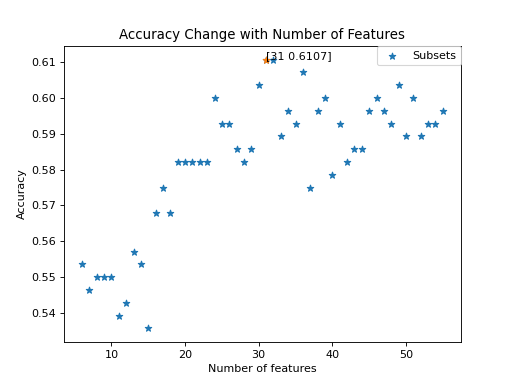 Accuracy Change with Number of Features
[31 0.6107]
Subsets
0.61
0.60
0.59
0.58
0.57
0.56
0.55
0.54
Accuracy
10 20 30 40 50
Number of features